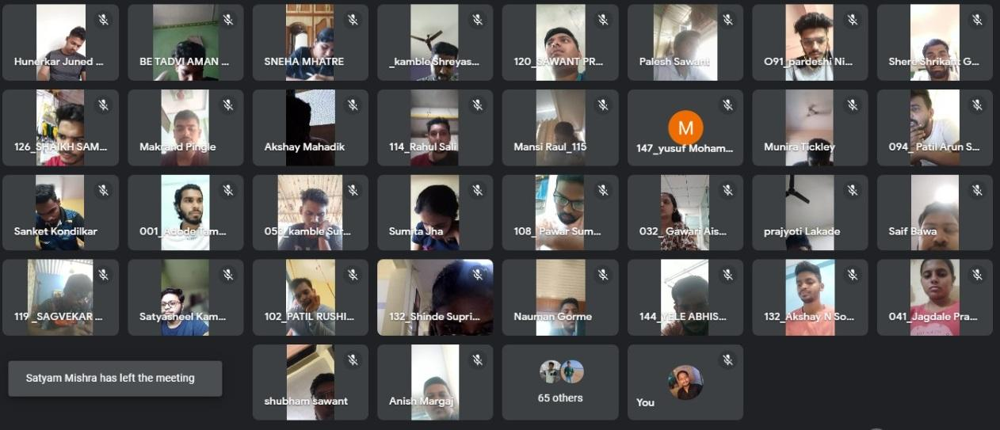 Hunerkar Juned ...
BE TADVI AMAN ...
SNEHA MHATRE
_kamble Shreyas...
120_SAWANT PR...
Palesh Sawant
O91_pardeshi Ni...
Shere Shrikant G...
126_SHAIKH SAM...
Makrand Pingle
Akshay Mahadik
114_Rahul Sali
Mansi Raul_115
M
147_yusuf Moham...
Munira Tickley
094_ Patil Arun S...
Sanket Kondilkar
001_Adode Tam...
053_kamble Sur...
Sumita Jha
108_ Pawar Sum...
032_Gawari Ais...
prajyoti Lakade
Saif Bawa
119 _SAGVEKAR ...
Satyasheel Kam...
102_PATIL RUSHI...
132_Shinde Supri...
Nauman Gorme
144_YELE ABHIS...
132_Akshay N So...
041_Jagdale Pra...
Satyam Mishra has left the meeting
shubham sawant
Anish Margaj
65 others
You